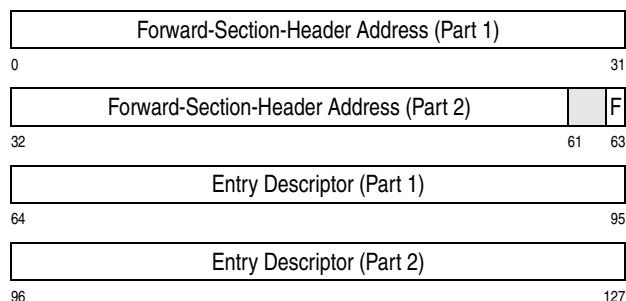 Forward-Section-Header Address (Part 1)
0 31
Forward-Section-Header Address (Part 2) F
32 61 63
Entry Descriptor (Part 1)
64 95
Entry Descriptor (Part 2)
96 127